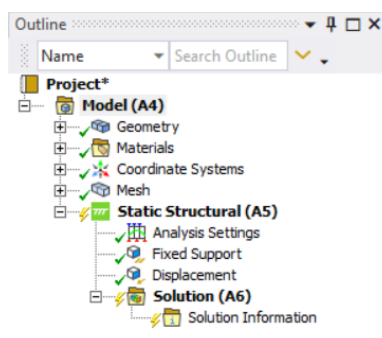 Outline
Name Search Outline
Project*
Model (A4)
Geometry
Materials
Coordinate Systems
Mesh
Static Structural (A5)
Analysis Settings
Fixed Support
Displacement
Solution (A6)
Solution Information